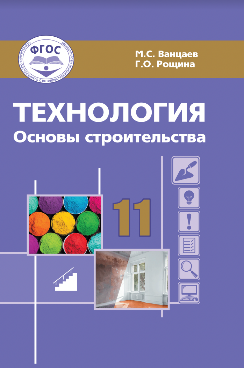 ФГОС
М.С. Ванцаев
Г.О. Рощина
ТЕХНОЛОГИЯ
Основы строительства
11